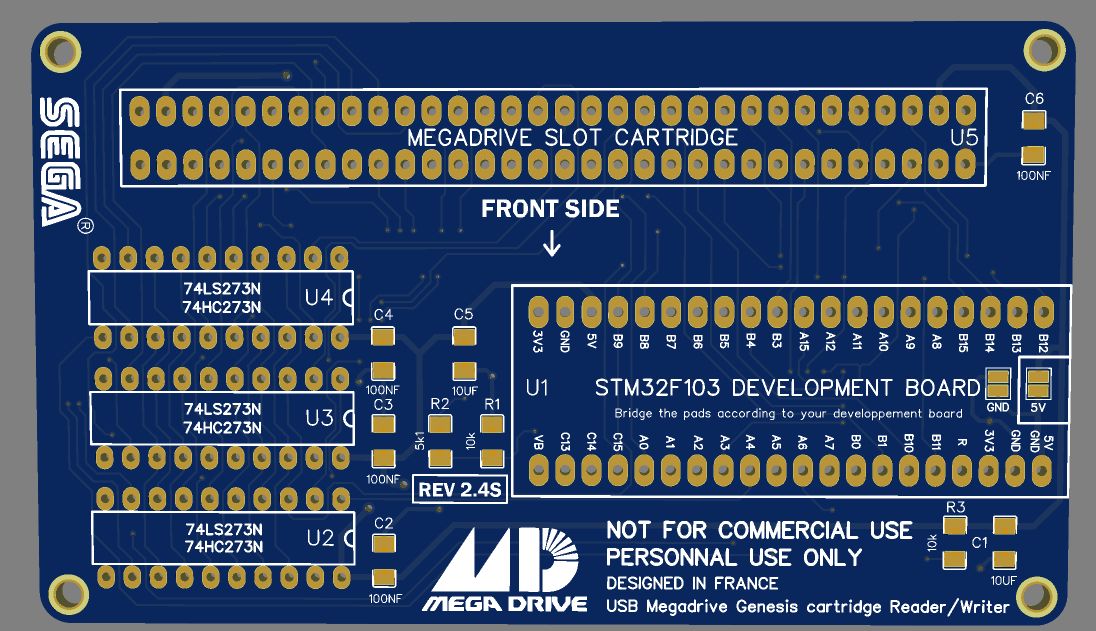 C6
MEGADRIVE SLOT CARTRIDGE
U5
100NF
SEGA
®
FRONT SIDE
74LS273N
74HC273N
U4
C4
C5
100NF
10UF
3V3 GND 5V B9 B8 B7 B6 B5 B4 B3 A15 A12 A11 A10 A9 A8 B15 B14 B13 B12
U1
STM32F103 DEVELOPMENT BOARD
Bridge the pads according to your developpement board
GND
5V
74LS273N
74HC273N
U3
C3
R2
R1
5k1
10k
100NF
VB C13 C14 C15 A0 A1 A2 A3 A4 A5 A6 A7 B0 B1 B10 B11 R 3V3 GND GND 5V
REV 2.4S
74LS273N
74HC273N
U2
C2
100NF
MEGA DRIVE
NOT FOR COMMERCIAL USE
PERSONNAL USE ONLY
DESIGNED IN FRANCE
USB Megadrive Genesis cartridge Reader/Writer
R3
10k
C1
10UF